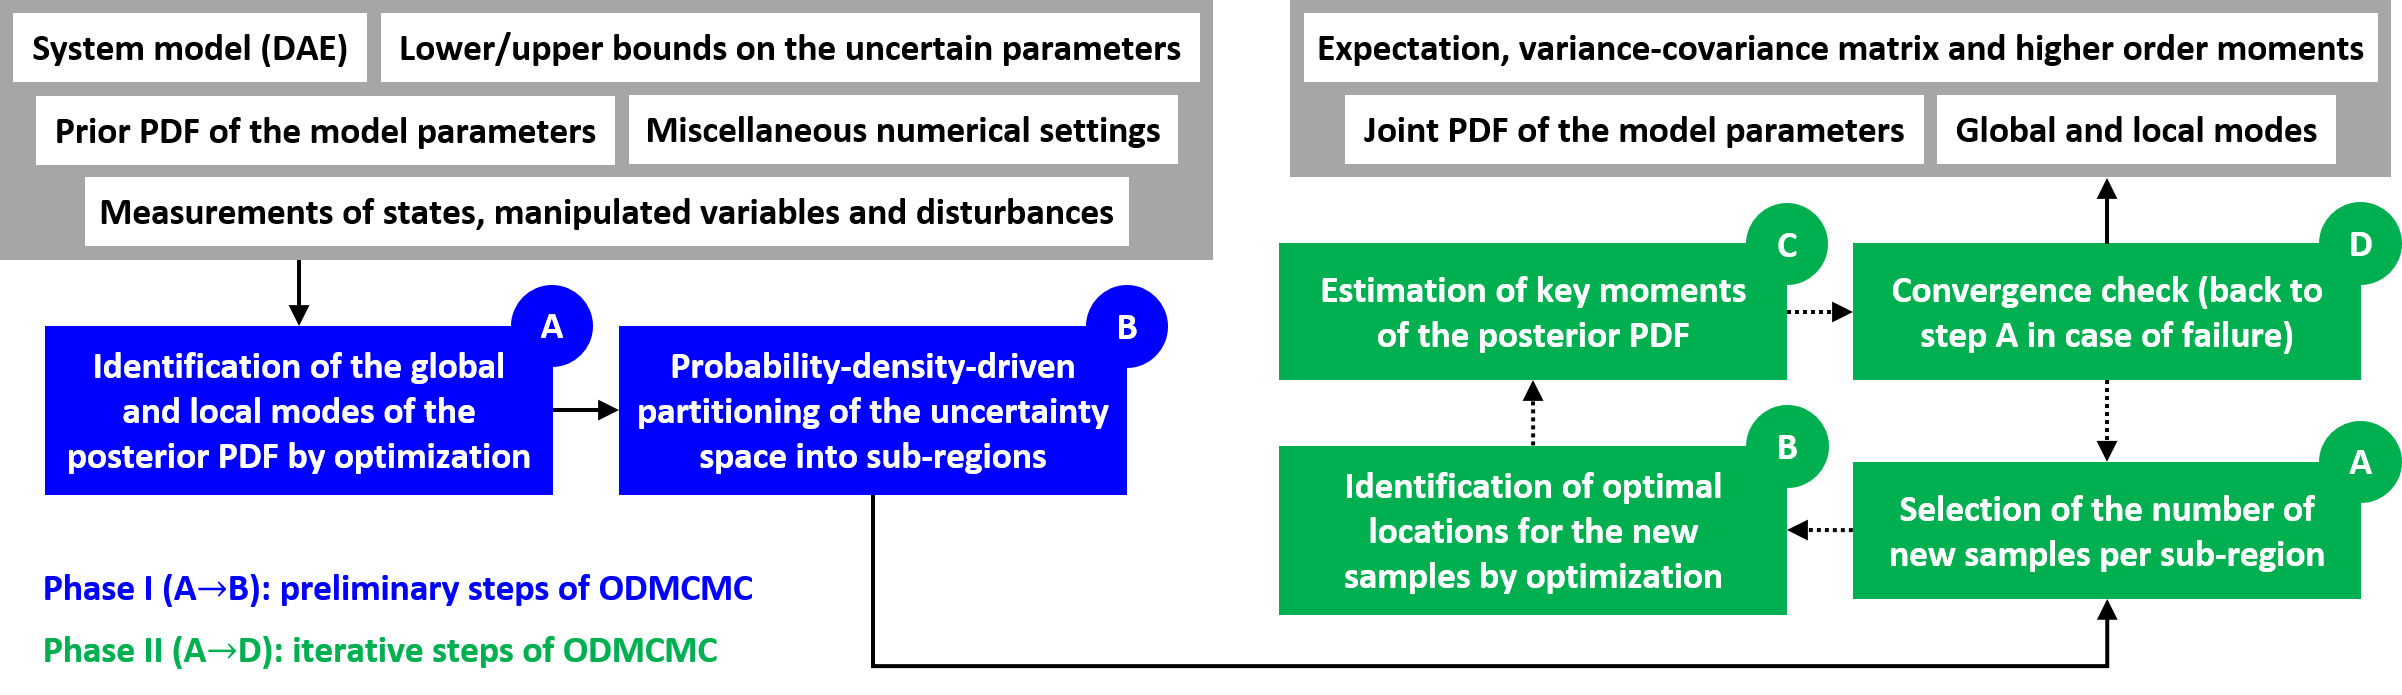 System model (DAE)
Lower/upper bounds on the uncertain parameters
Prior PDF of the model parameters
Miscellaneous numerical settings
Measurements of states, manipulated variables and disturbances
A
Identification of the global
and local modes of the
posterior PDF by optimization
B
Probability-density-driven
partitioning of the uncertainty
space into sub-regions
Phase I (A→B): preliminary steps of ODMCMC
Phase II (A→D): iterative steps of ODMCMC
Expectation, variance-covariance matrix and higher order moments
Joint PDF of the model parameters
Global and local modes
C
Estimation of key moments
of the posterior PDF
D
Convergence check (back to
step A in case of failure)
B
Identification of optimal
locations for the new
samples by optimization
A
Selection of the number of
new samples per sub-region